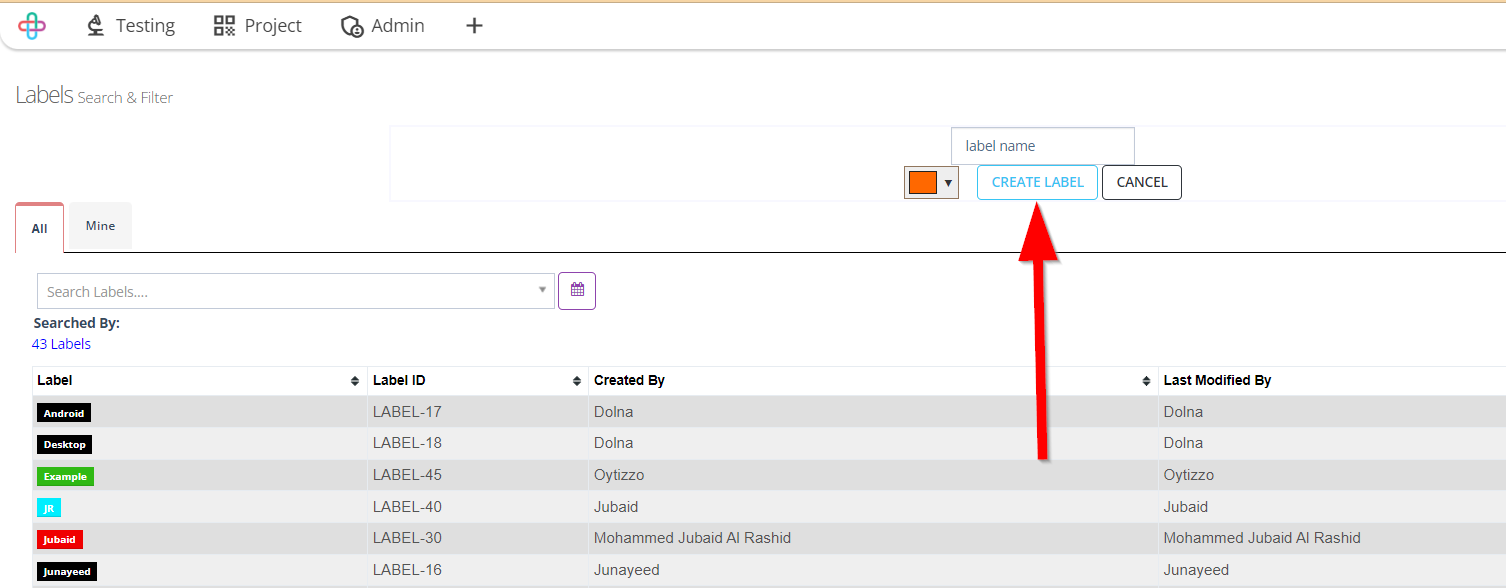 Testing Project Admin +
Labels Search & Filter
label name
CREATE LABEL CANCEL
All Mine
Search Labels....
Searched By:
43 Labels
Label Label ID Created By Last Modified By
Android LABEL-17 Dolna Dolna
Desktop LABEL-18 Dolna Dolna
Example LABEL-45 Oytizzo Oytizzo
JR LABEL-40 Jubaid Jubaid
Jubaid LABEL-30 Mohammed Jubaid Al Rashid Mohammed Jubaid Al Rashid
Junayeed LABEL-16 Junayeed Junayeed